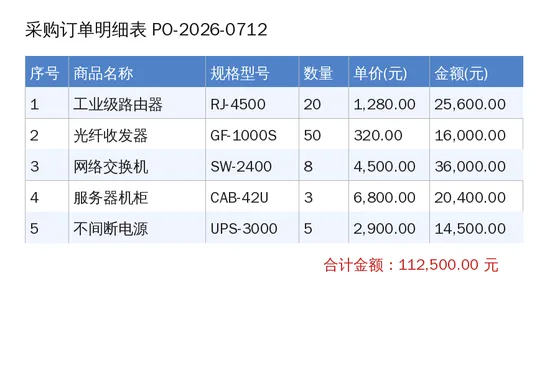 采购订单明细表 PO-2026-0712
序号 商品名称 规格型号 数量 单价(元) 金额(元)
1 工业级路由器 RJ-4500 20 1,280.00 25,600.00
2 光纤收发器 GF-1000S 50 320.00 16,000.00
3 网络交换机 SW-2400 8 4,500.00 36,000.00
4 服务器机柜 CAB-42U 3 6,800.00 20,400.00
5 不间断电源 UPS-3000 5 2,900.00 14,500.00
合计金额：112,500.00 元